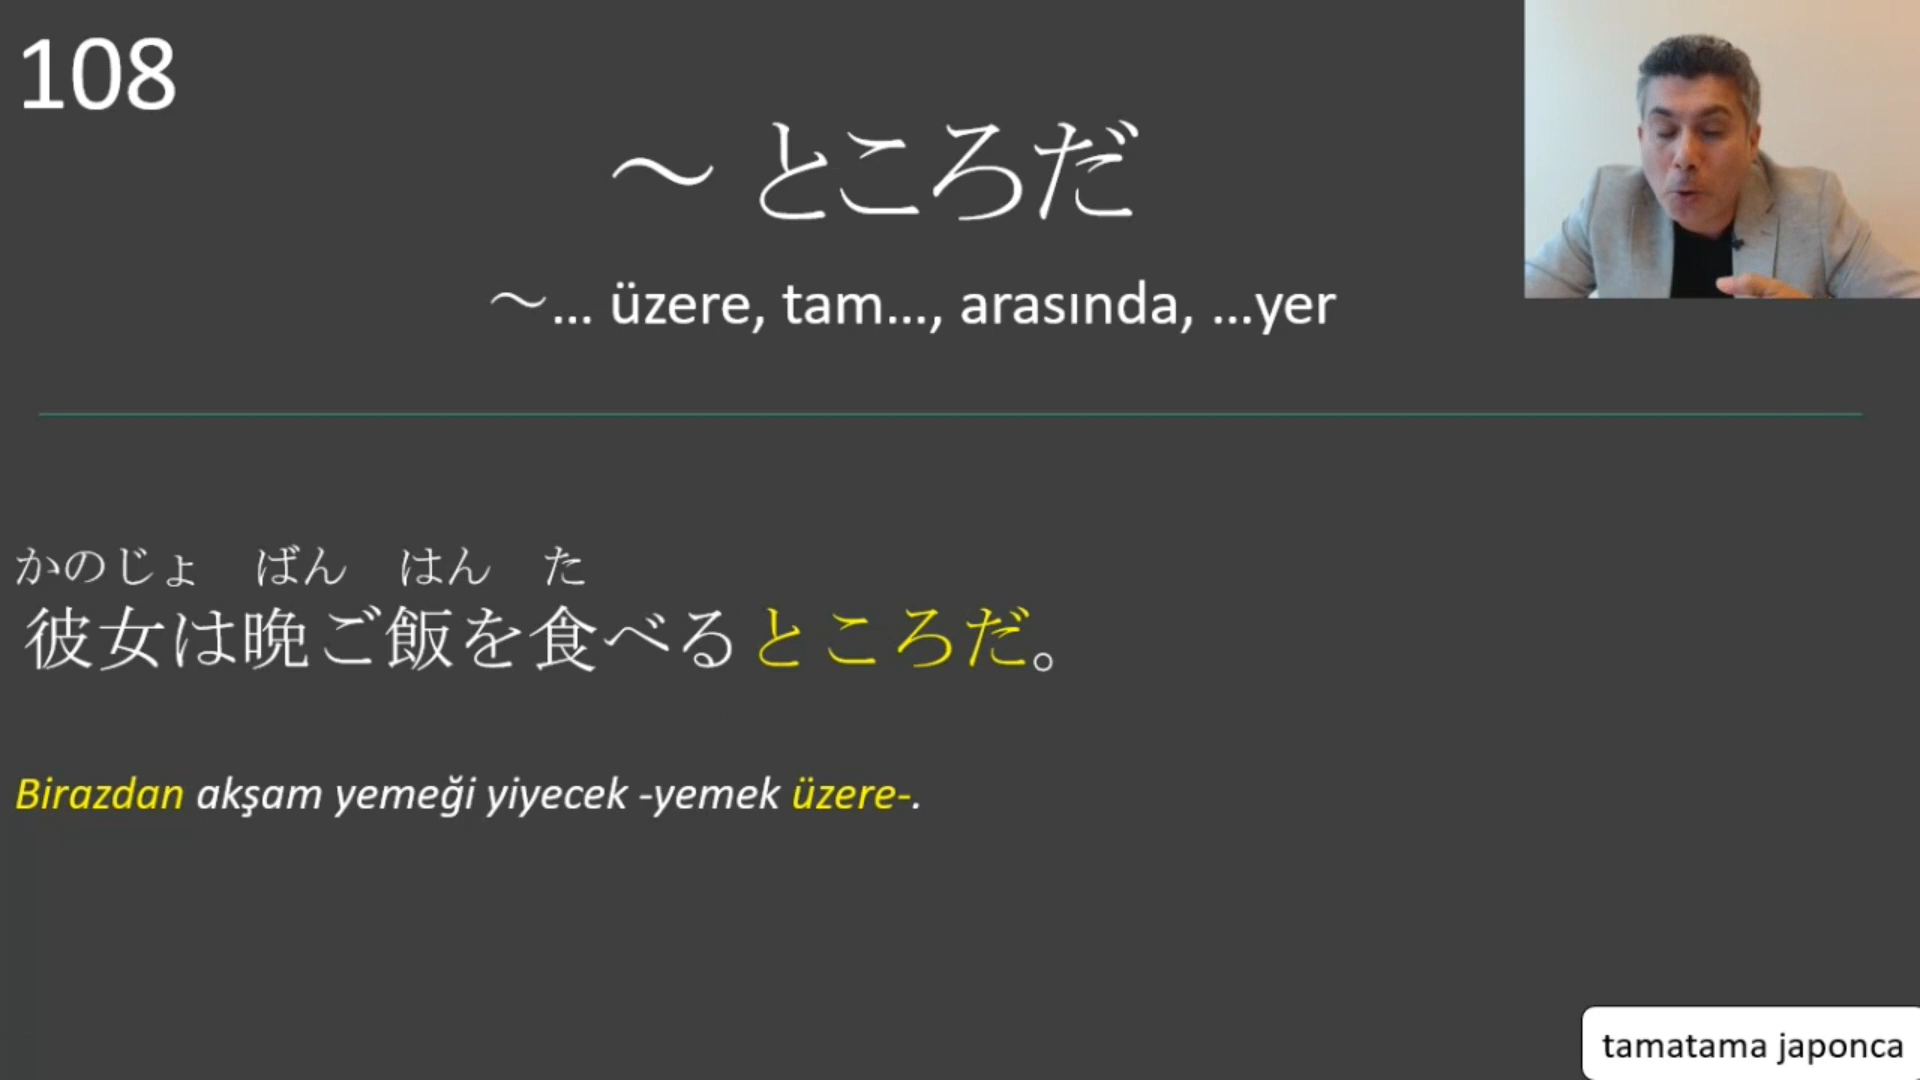 108
～ ところだ
～... üzere, tam..., arasında, ...yer
かのじょ ばん はん た
彼女は晩ご飯を食べるところだ。
Birazdan akşam yemeği yiyecek -yemek üzere-.
tamatama japonca